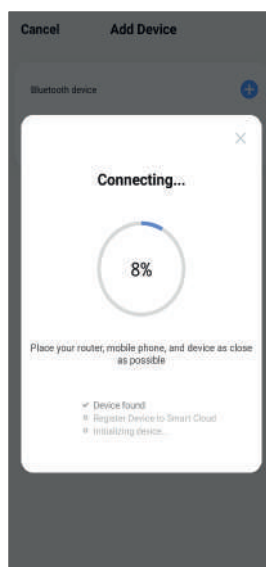 Cancel Add Device
Bluetooth device
Connecting...
8%
Place your router, mobile phone, and device as close
as possible
Device found
Register Device to Smart Cloud
Initializing device...